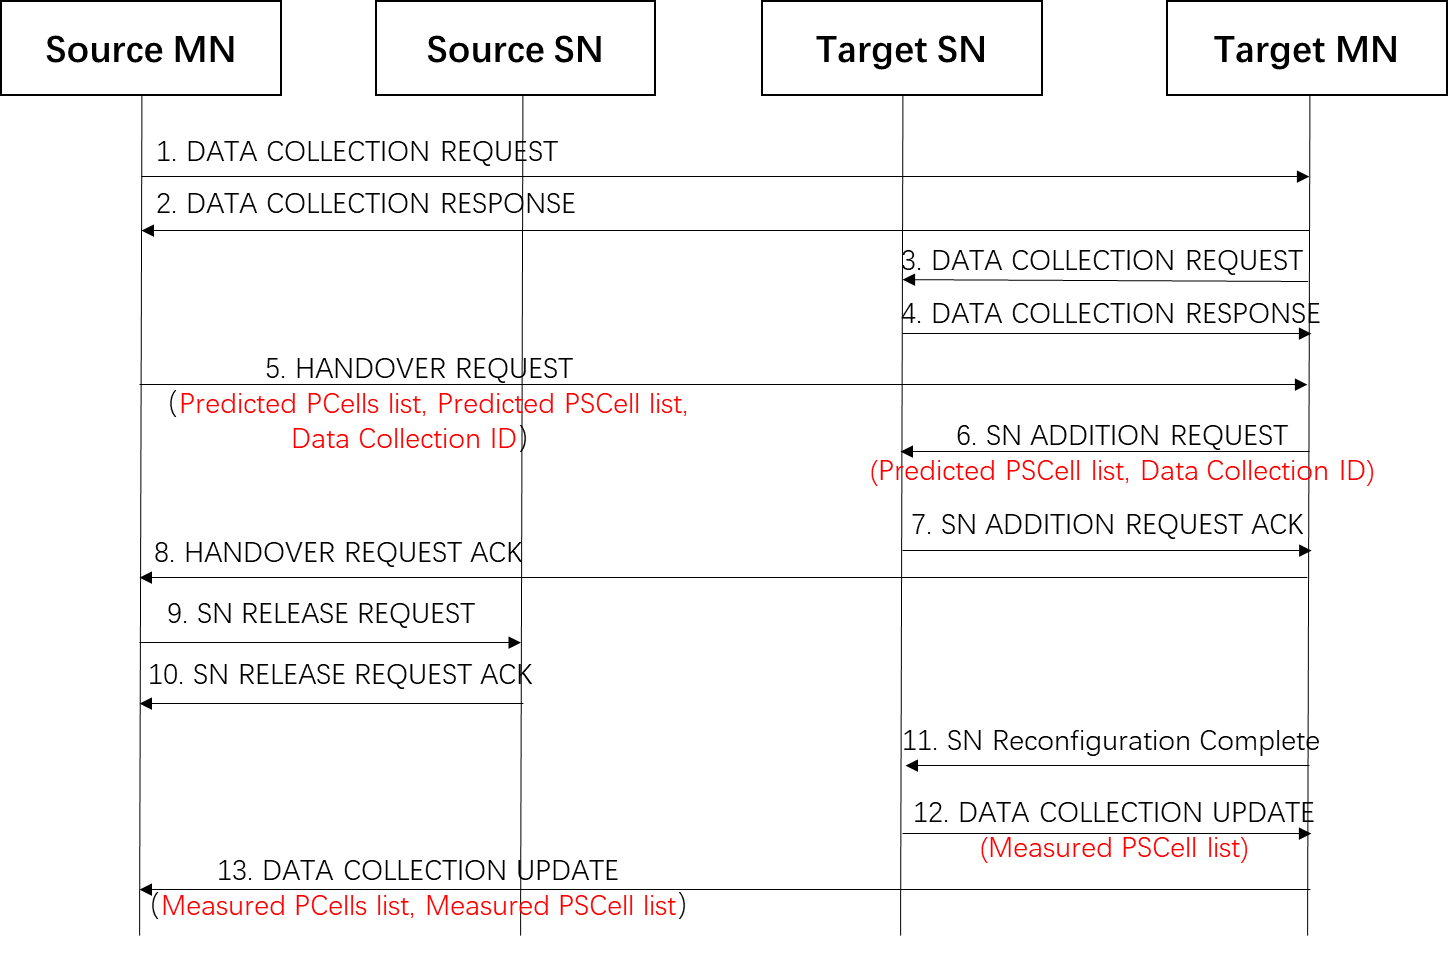 Source MN
Source SN
Target SN
Target MN
1. DATA COLLECTION REQUEST
2. DATA COLLECTION RESPONSE
3. DATA COLLECTION REQUEST
4. DATA COLLECTION RESPONSE
5. HANDOVER REQUEST
(Predicted PCells list, Predicted PSCell list,
Data Collection ID)
6. SN ADDITION REQUEST
(Predicted PSCell list, Data Collection ID)
7. SN ADDITION REQUEST ACK
8. HANDOVER REQUEST ACK
9. SN RELEASE REQUEST
10. SN RELEASE REQUEST ACK
11. SN Reconfiguration Complete
12. DATA COLLECTION UPDATE
(Measured PSCell list)
13. DATA COLLECTION UPDATE
(Measured PCells list, Measured PSCell list)